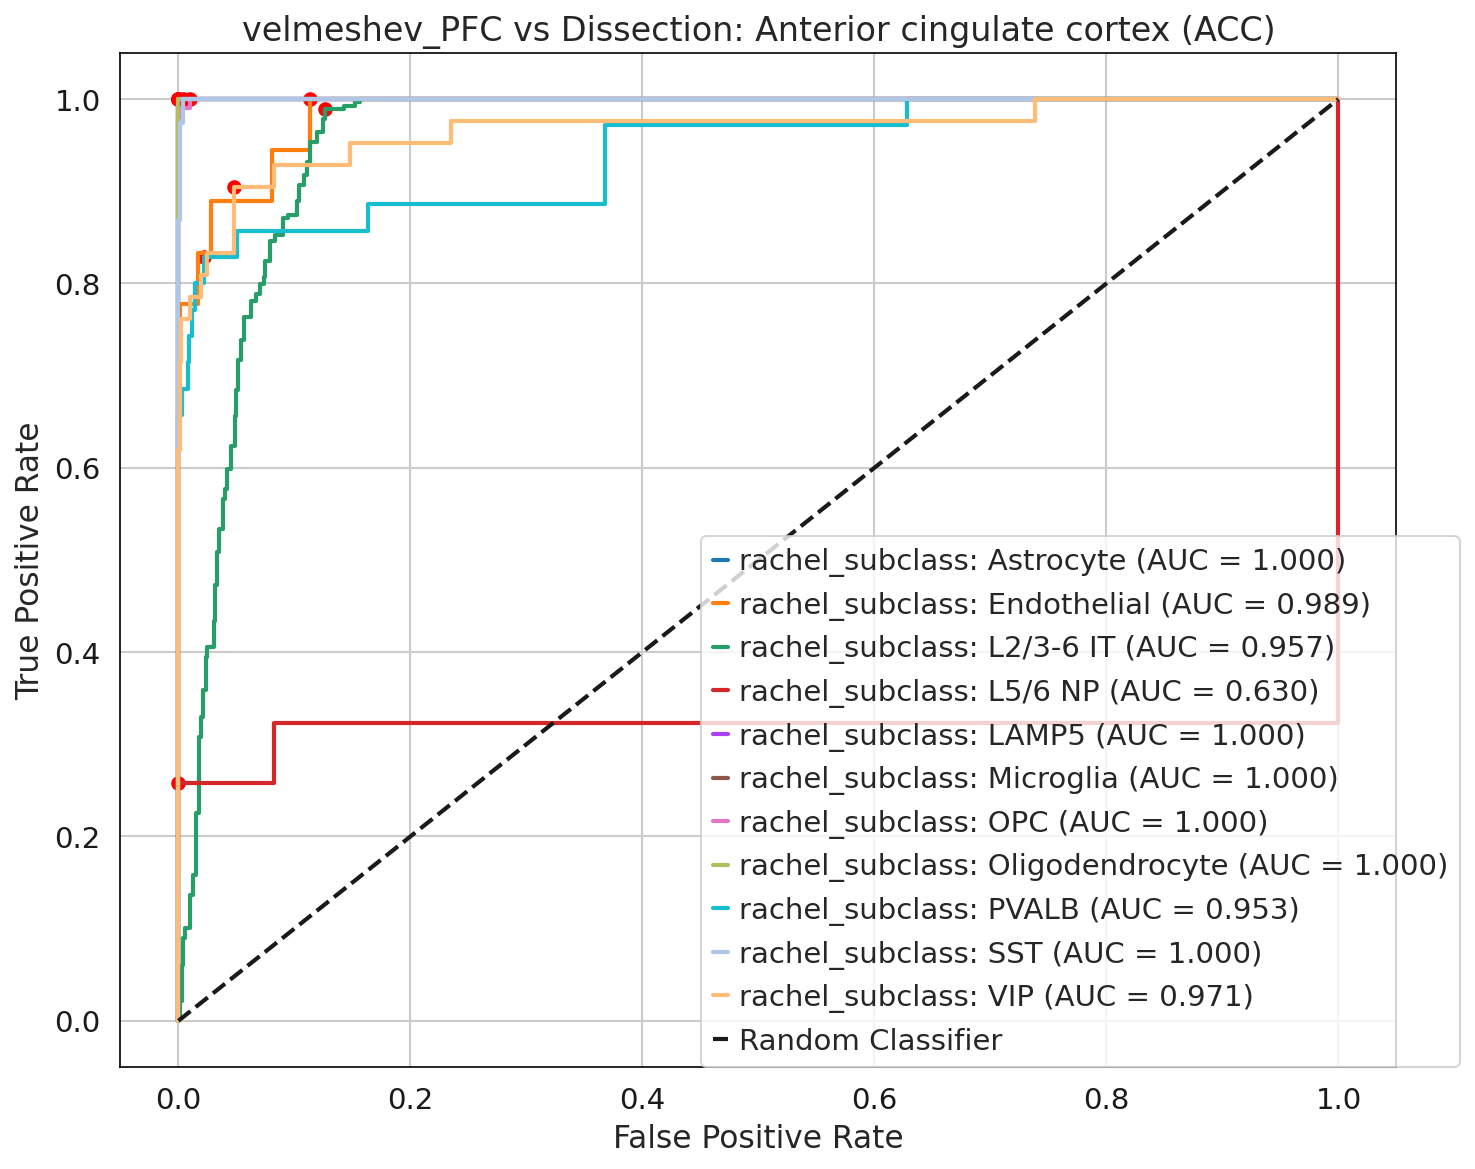 velmeshev_PFC vs Dissection: Anterior cingulate cortex (ACC)
1.0
0.8
0.6
0.4
0.2
0.0
True Positive Rate
rachel_subclass: Astrocyte (AUC = 1.000)
rachel_subclass: Endothelial (AUC = 0.989)
rachel_subclass: L2/3-6 IT (AUC = 0.957)
rachel_subclass: L5/6 NP (AUC = 0.630)
rachel_subclass: LAMP5 (AUC = 1.000)
rachel_subclass: Microglia (AUC = 1.000)
rachel_subclass: OPC (AUC = 1.000)
rachel_subclass: Oligodendrocyte (AUC = 1.000)
rachel_subclass: PVALB (AUC = 0.953)
rachel_subclass: SST (AUC = 1.000)
rachel_subclass: VIP (AUC = 0.971)
Random Classifier
0.0 0.2 0.4 0.6 0.8 1.0
False Positive Rate